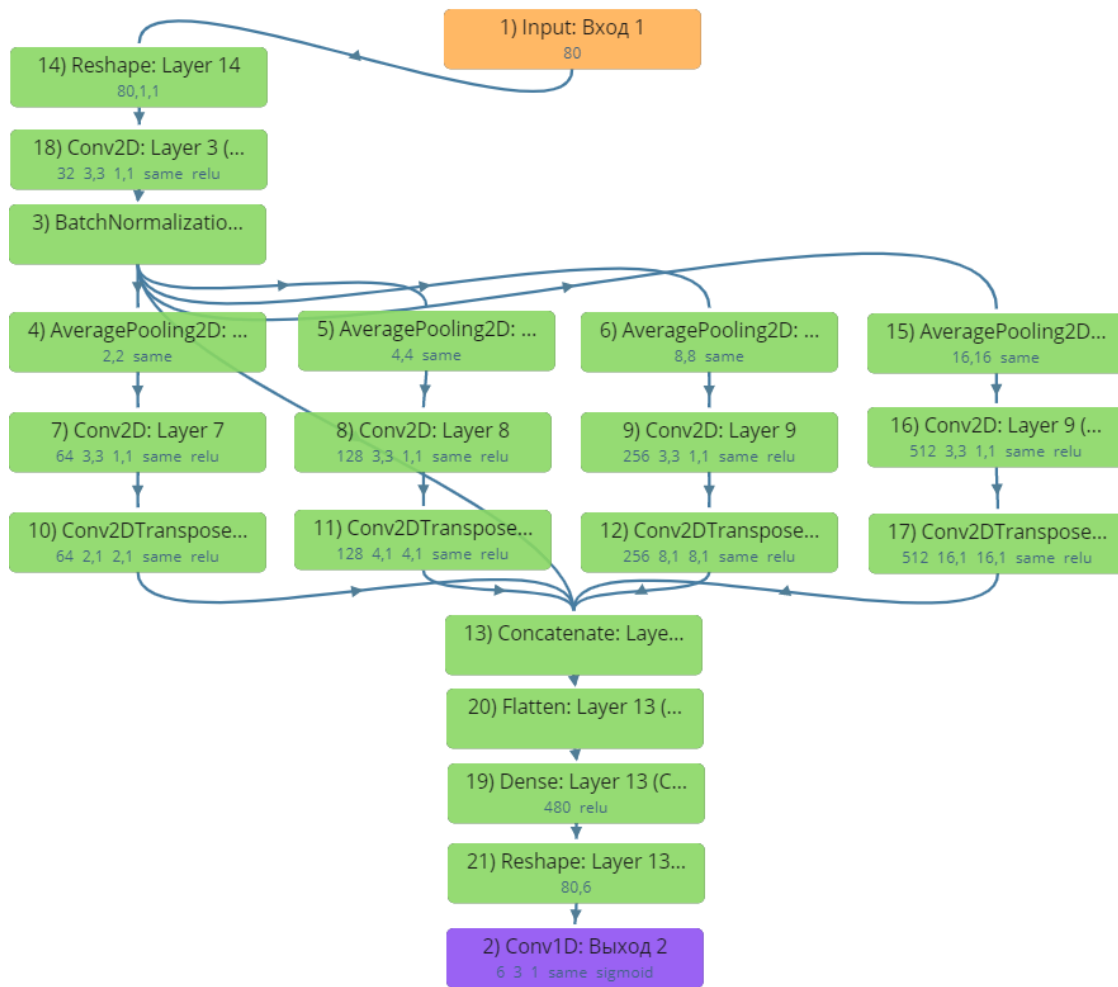 1) Input: Вход 1
80
14) Reshape: Layer 14
80,1,1
18) Conv2D: Layer 3 (...
32 3,3 1,1 same relu
3) BatchNormalizatio...
4) AveragePooling2D: ...
2,2 same
5) AveragePooling2D: ...
4,4 same
6) AveragePooling2D: ...
8,8 same
15) AveragePooling2D...
16,16 same
7) Conv2D: Layer 7
64 3,3 1,1 same relu
8) Conv2D: Layer 8
128 3,3 1,1 same relu
9) Conv2D: Layer 9
256 3,3 1,1 same relu
16) Conv2D: Layer 9 (...
512 3,3 1,1 same relu
10) Conv2DTranspose...
64 2,1 2,1 same relu
11) Conv2DTranspose...
128 4,1 4,1 same relu
12) Conv2DTranspose...
256 8,1 8,1 same relu
17) Conv2DTranspose...
512 16,1 16,1 same relu
13) Concatenate: Laye...
20) Flatten: Layer 13 (...
19) Dense: Layer 13 (C...
480 relu
21) Reshape: Layer 13...
80,6
2) Conv1D: Выход 2
6 3 1 same sigmoid